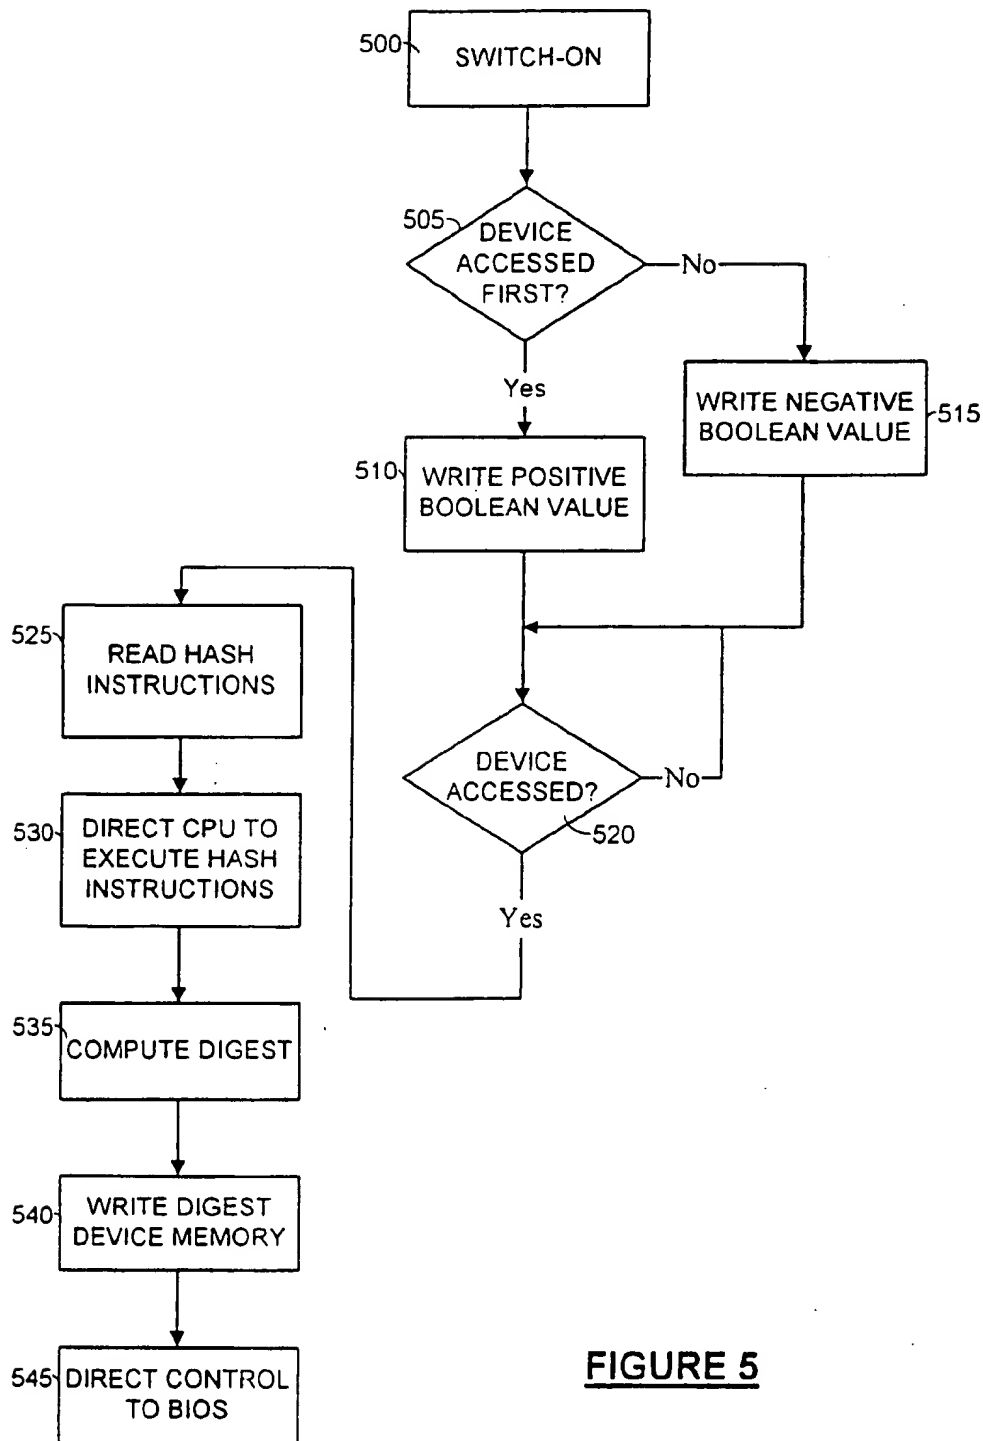 500
SWITCH-ON
505
DEVICE
ACCESSED
FIRST?
No
Yes
WRITE NEGATIVE
BOOLEAN VALUE
515
510
WRITE POSITIVE
BOOLEAN VALUE
525
READ HASH
INSTRUCTIONS
DEVICE
ACCESSED?
No
520
Yes
530
DIRECT CPU TO
EXECUTE HASH
INSTRUCTIONS
535
COMPUTE DIGEST
540
WRITE DIGEST
DEVICE MEMORY
545
DIRECT CONTROL
TO BIOS
FIGURE 5